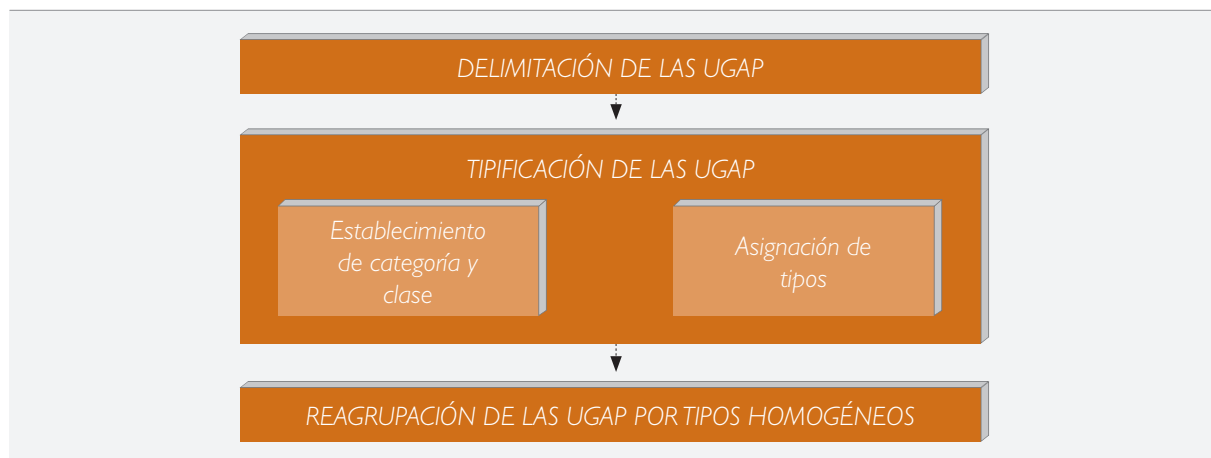 DELIMITACIÓN DE LAS UGAP
TIPIFICACIÓN DE LAS UGAP
Establecimiento
de categoría y
clase
Asignación de
tipos
REAGRUPACIÓN DE LAS UGAP POR TIPOS HOMOGÉNEOS